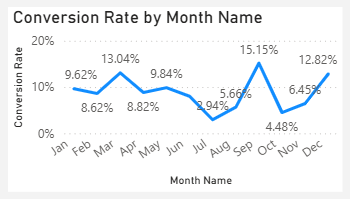 Conversion Rate by Month Name
Conversion Rate
20%
10%
0%
9.62%
8.62%
13.04%
8.82%
9.84%
2.94%
5.66%
15.15%
4.48%
6.45%
12.82%
Jan
Feb
Mar
Apr
May
Jun
Jul
Aug
Sep
Oct
Nov
Dec
Month Name